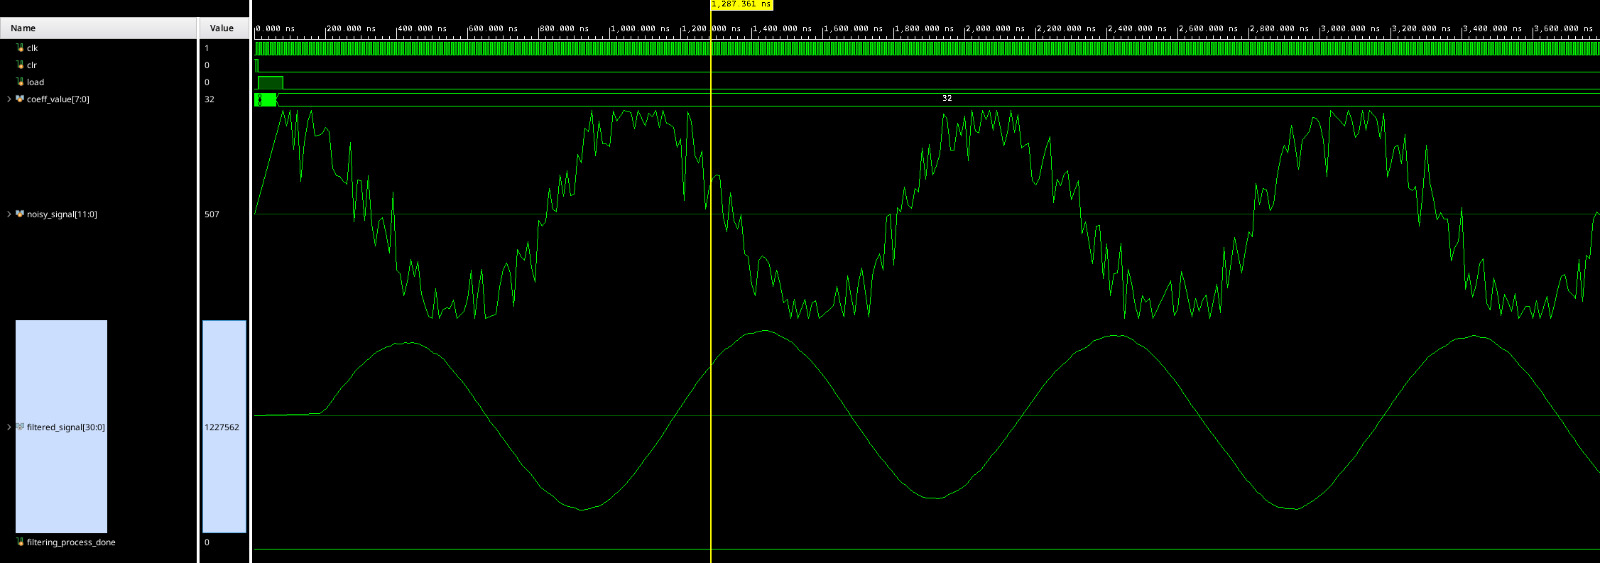 1,287.361 ns
Name Value
0.000 ns 200.000 ns 400.000 ns 600.000 ns 800.000 ns 1,000.000 ns 1,200.000 ns 1,400.000 ns 1,600.000 ns 1,800.000 ns 2,000.000 ns 2,200.000 ns 2,400.000 ns 2,600.000 ns 2,800.000 ns 3,000.000 ns 3,200.000 ns 3,400.000 ns 3,600.000 ns
clk 1
clr 0
load 0
coeff_value[7:0] 32 32
noisy_signal[11:0] 507
filtered_signal[30:0] 1227562
filtering_process_done 0